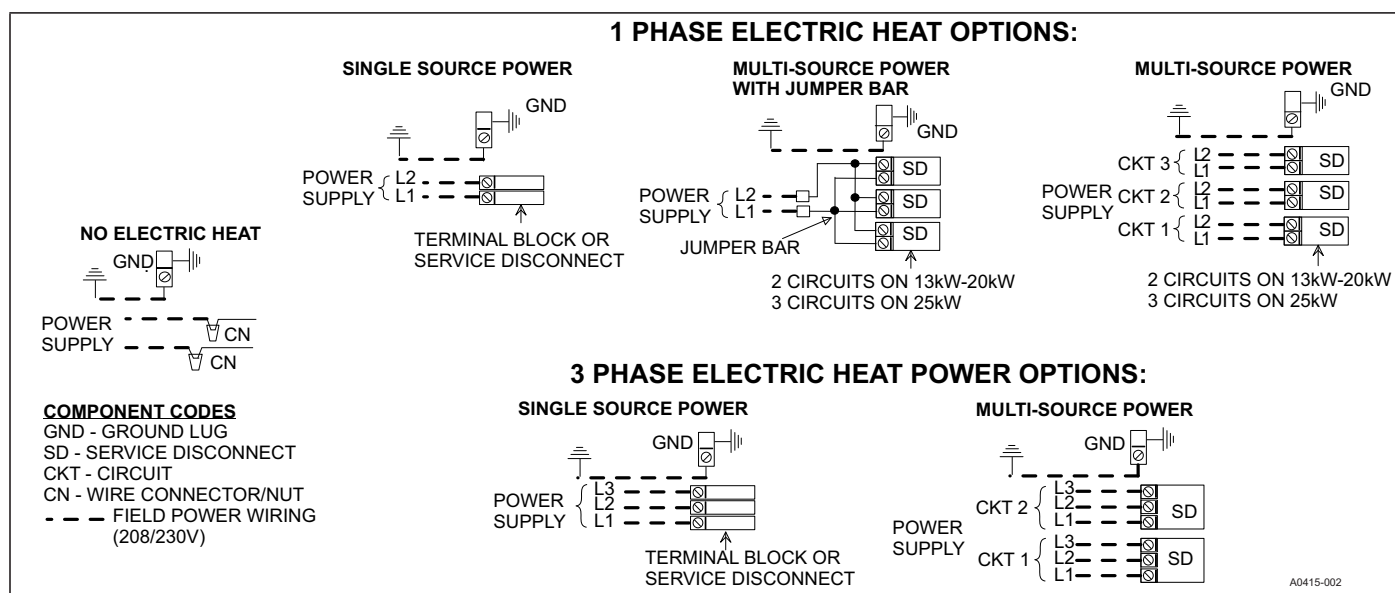 1 PHASE ELECTRIC HEAT OPTIONS:
SINGLE SOURCE POWER
GND
POWER
SUPPLY
L2
L1
TERMINAL BLOCK OR
SERVICE DISCONNECT
MULTI-SOURCE POWER
WITH JUMPER BAR
GND
POWER
SUPPLY
L2
L1
SD
SD
SD
JUMPER BAR
2 CIRCUITS ON 13kW-20kW
3 CIRCUITS ON 25kW
MULTI-SOURCE POWER
GND
POWER
SUPPLY
CKT 3
L2
L1
SD
CKT 2
L2
L1
SD
CKT 1
L2
L1
SD
2 CIRCUITS ON 13kW-20kW
3 CIRCUITS ON 25kW
NO ELECTRIC HEAT
GND
POWER
SUPPLY
CN
CN
COMPONENT CODES
GND - GROUND LUG
SD - SERVICE DISCONNECT
CKT - CIRCUIT
CN - WIRE CONNECTOR/NUT
FIELD POWER WIRING
(208/230V)
3 PHASE ELECTRIC HEAT POWER OPTIONS:
SINGLE SOURCE POWER
GND
POWER
SUPPLY
L3
L2
L1
TERMINAL BLOCK OR
SERVICE DISCONNECT
MULTI-SOURCE POWER
GND
POWER
SUPPLY
CKT 2
L3
L2
L1
SD
CKT 1
L3
L2
L1
SD
A0415-002